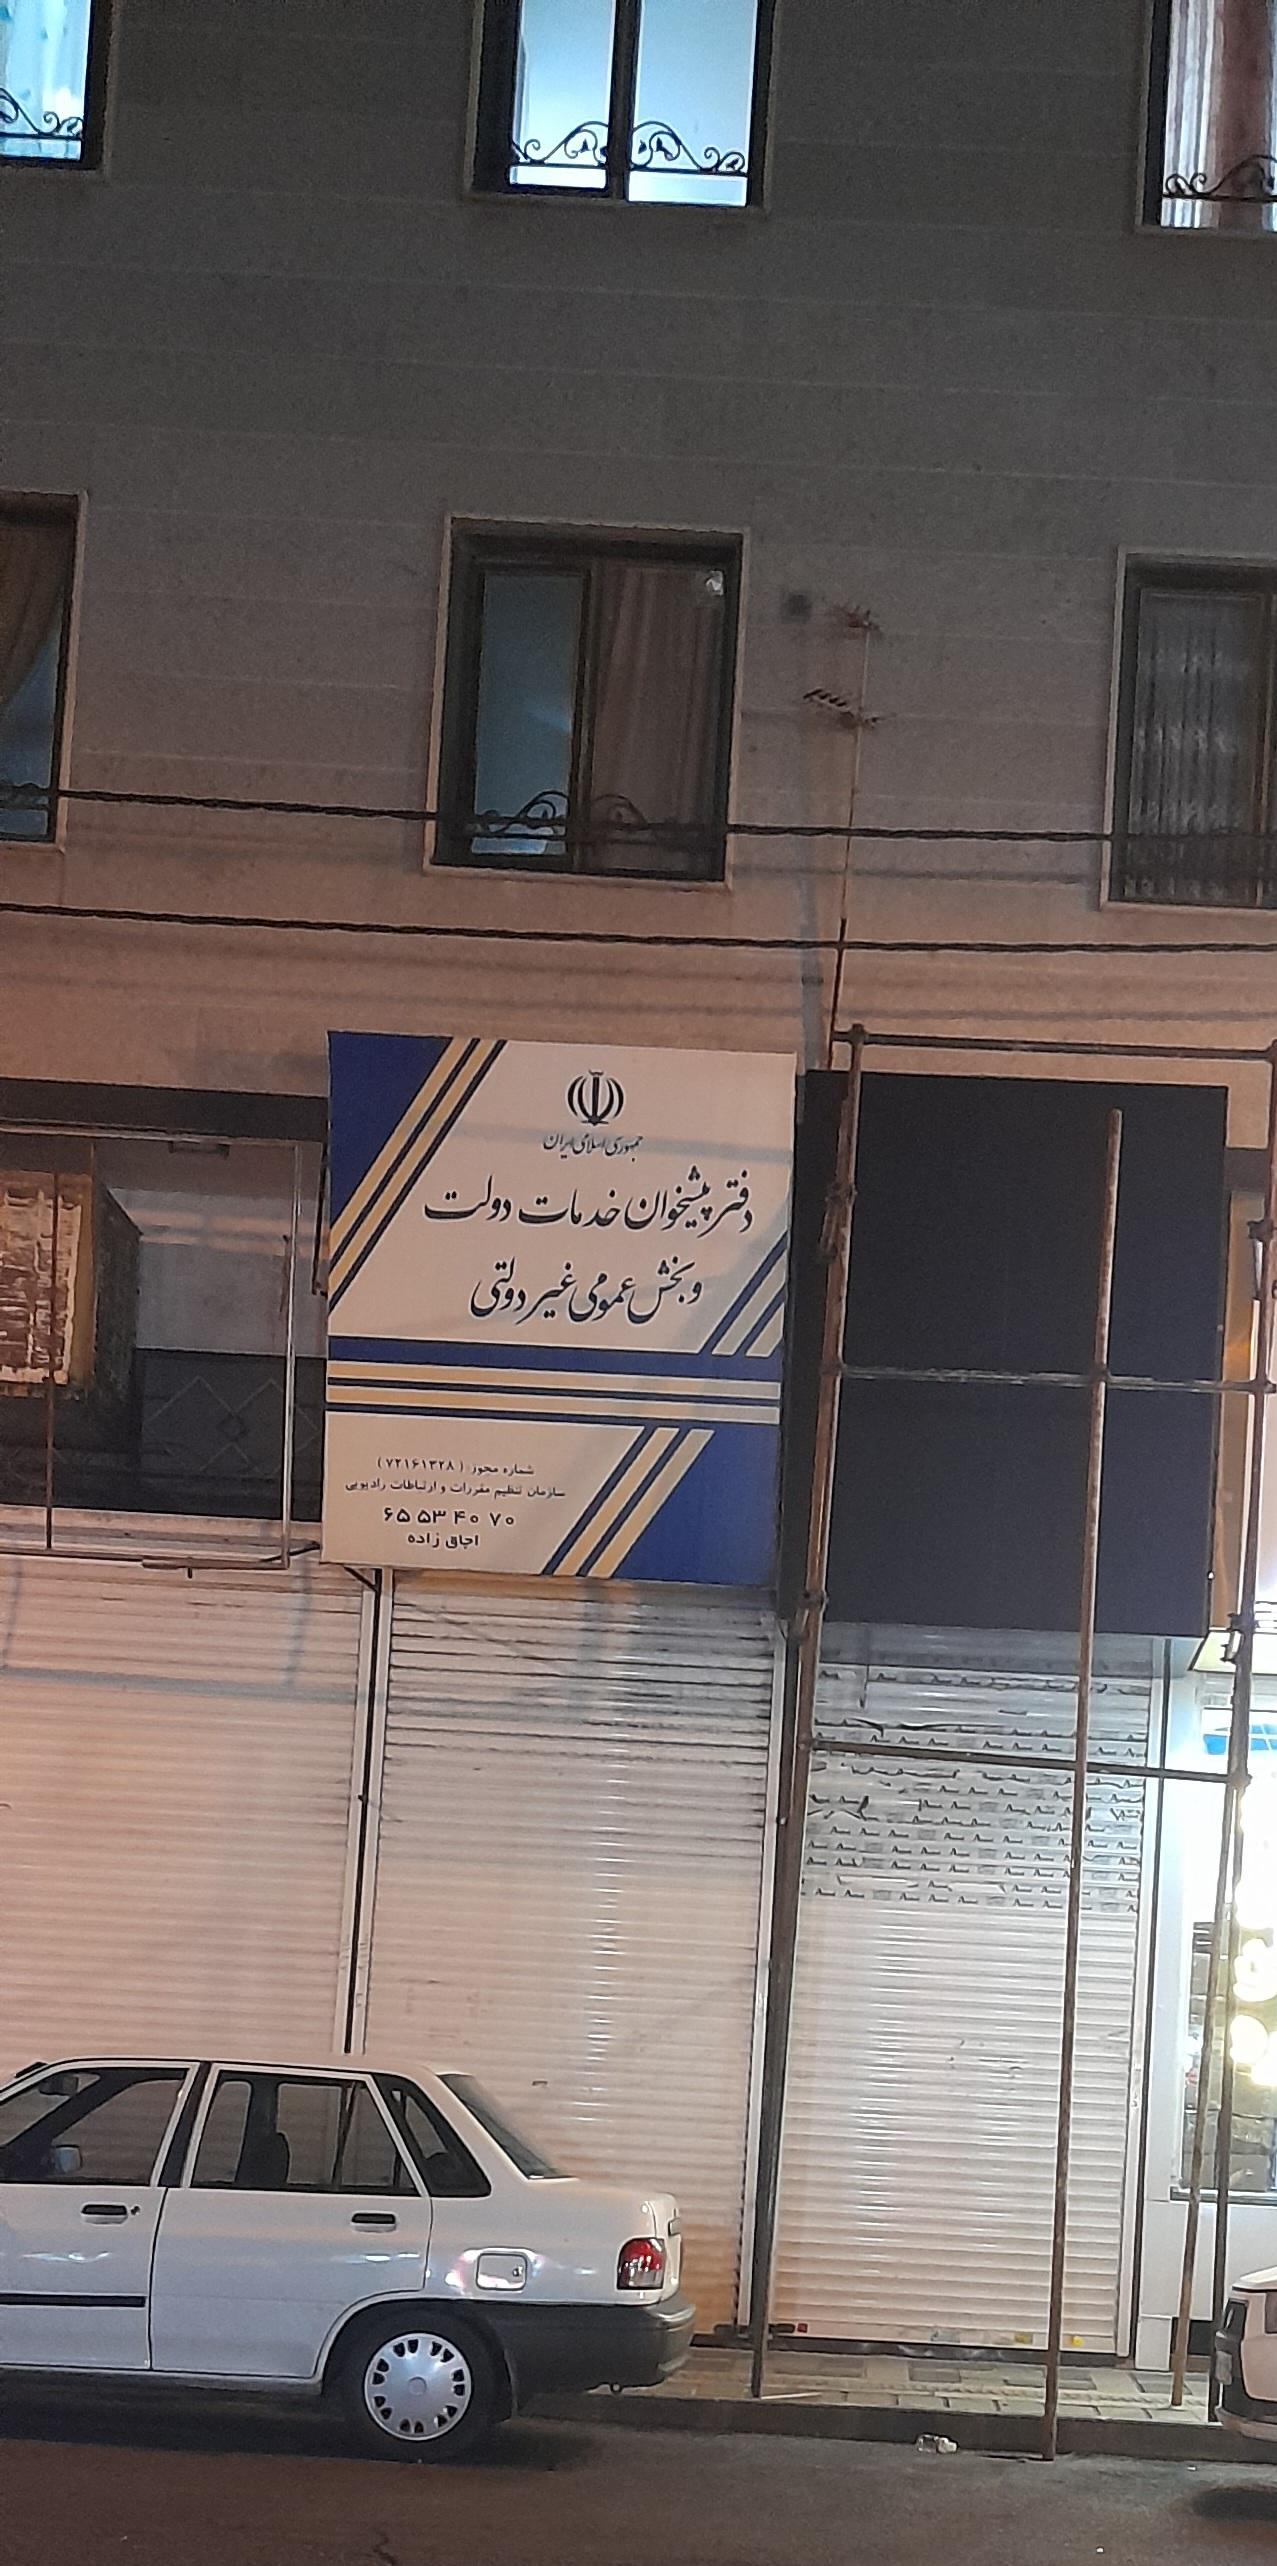 جمهوری اسلامی ایران
دفتر پیشخوان خدمات دولت
و بخش عمومی غیر دولتی
شماره مجوز ( ۷۲۱۶۱۳۲۸ )
سازمان تنظیم مقررات و ارتباطات رادیویی
۶۵ ۵۳ ۴۰ ۷۰
اجاق زاده